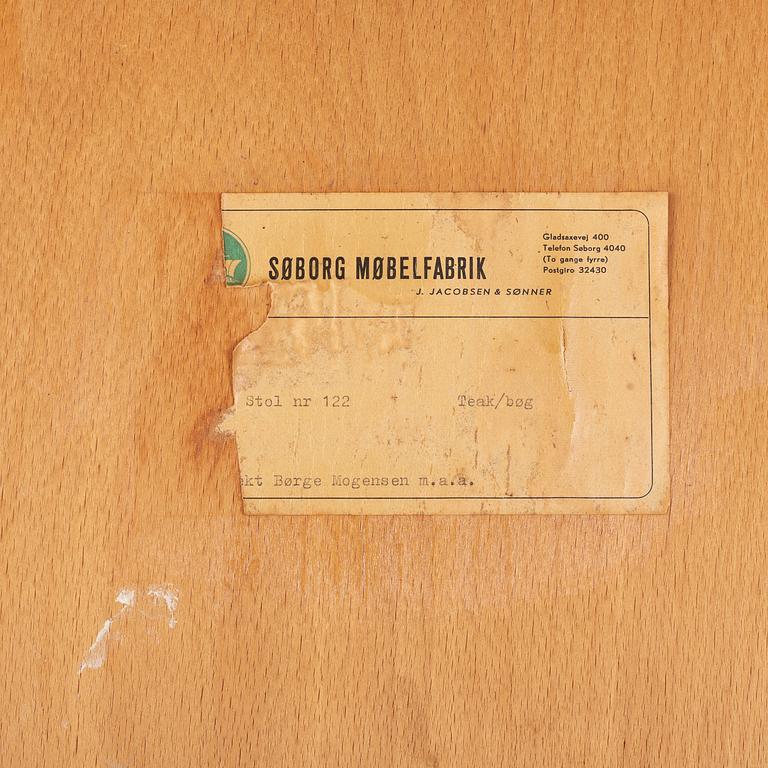 Gladsaxevej 400
Telefon Søborg 4040
(To gange fyrre)
Postgiro 32430
SØBORG MØBELFABRIK
J. JACOBSEN & SØNNER
Stol nr 122 Teak/bøg
ekt Børge Mogensen m.a.a.